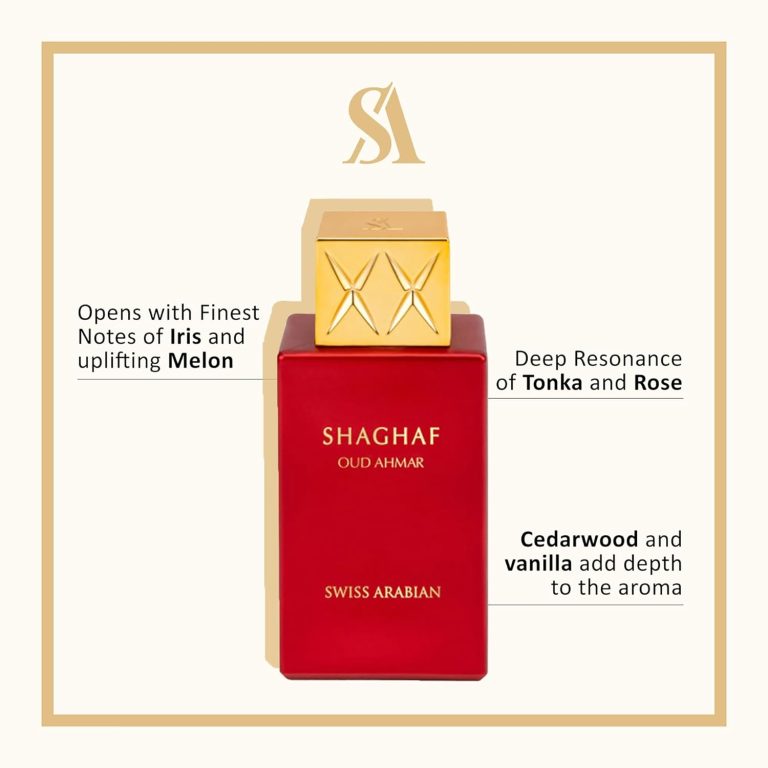 SA
Opens with Finest
Notes of Iris and
uplifting Melon
Deep Resonance
of Tonka and Rose
SHAGHAF
OUD AHMAR
Cedarwood and
vanilla add depth
to the aroma
SWISS ARABIAN